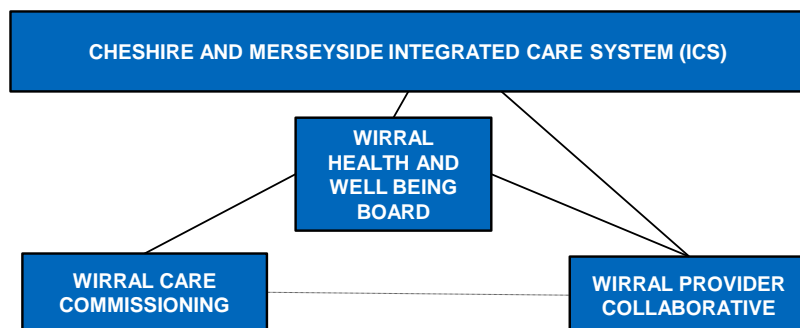 CHESHIRE AND MERSEYSIDE INTEGRATED CARE SYSTEM (ICS)
WIRRAL
HEALTH AND
WELL BEING
BOARD
WIRRAL CARE
COMMISSIONING
WIRRAL PROVIDER
COLLABORATIVE